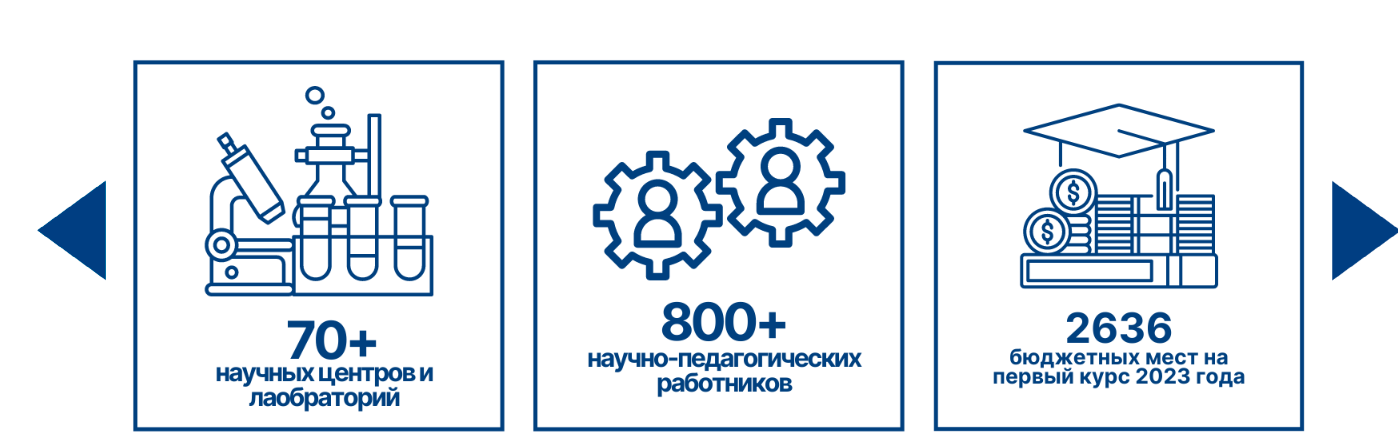 70+
научных центров и
лаобраторий
800+
научно-педагогических
работников
2636
бюджетных мест на
первый курс 2023 года